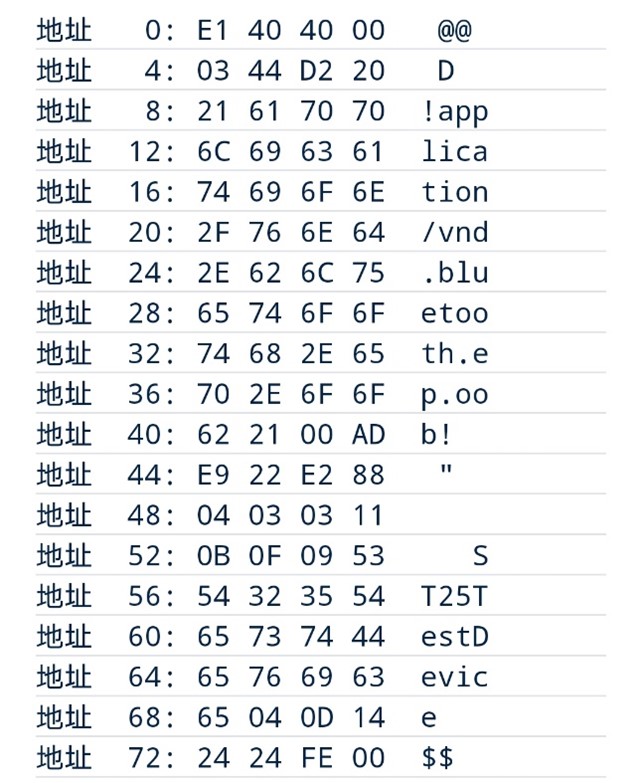 地址 0: E1 40 40 00 @@
地址 4: 03 44 D2 20 D
地址 8: 21 61 70 70 !app
地址 12: 6C 69 63 61 lica
地址 16: 74 69 6F 6E tion
地址 20: 2F 76 6E 64 /vnd
地址 24: 2E 62 6C 75 .blu
地址 28: 65 74 6F 6F etoo
地址 32: 74 68 2E 65 th.e
地址 36: 70 2E 6F 6F p.oo
地址 40: 62 21 00 AD b!
地址 44: E9 22 E2 88 "
地址 48: 04 03 03 11
地址 52: 0B 0F 09 53 S
地址 56: 54 32 35 54 T25T
地址 60: 65 73 74 44 estD
地址 64: 65 76 69 63 evic
地址 68: 65 04 0D 14 e
地址 72: 24 24 FE 00 $$